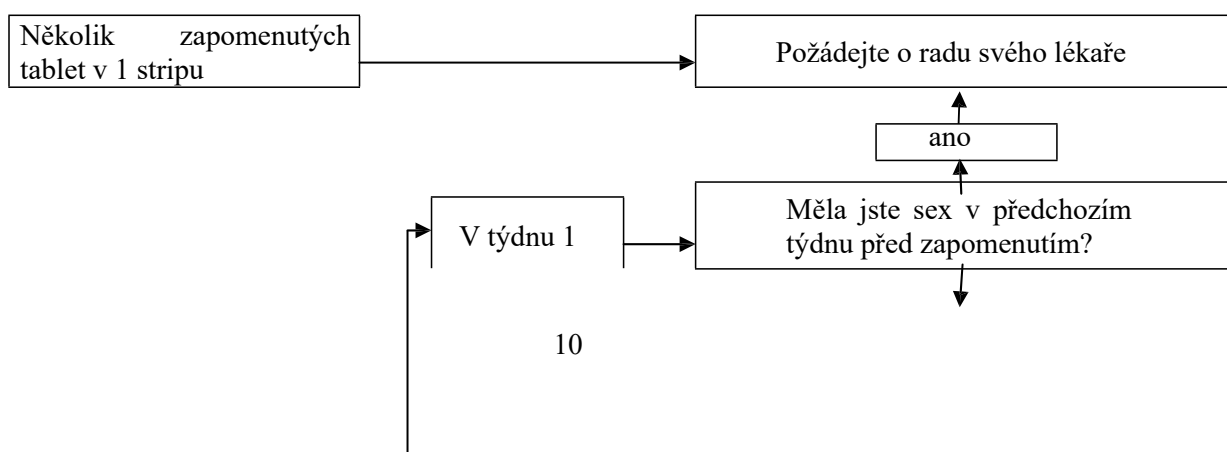 Několik zapomenutých
tablet v 1 stripu
Požádejte o radu svého lékaře
ano
Měla jste sex v předchozím
týdnu před zapomenutím?
V týdnu 1
10